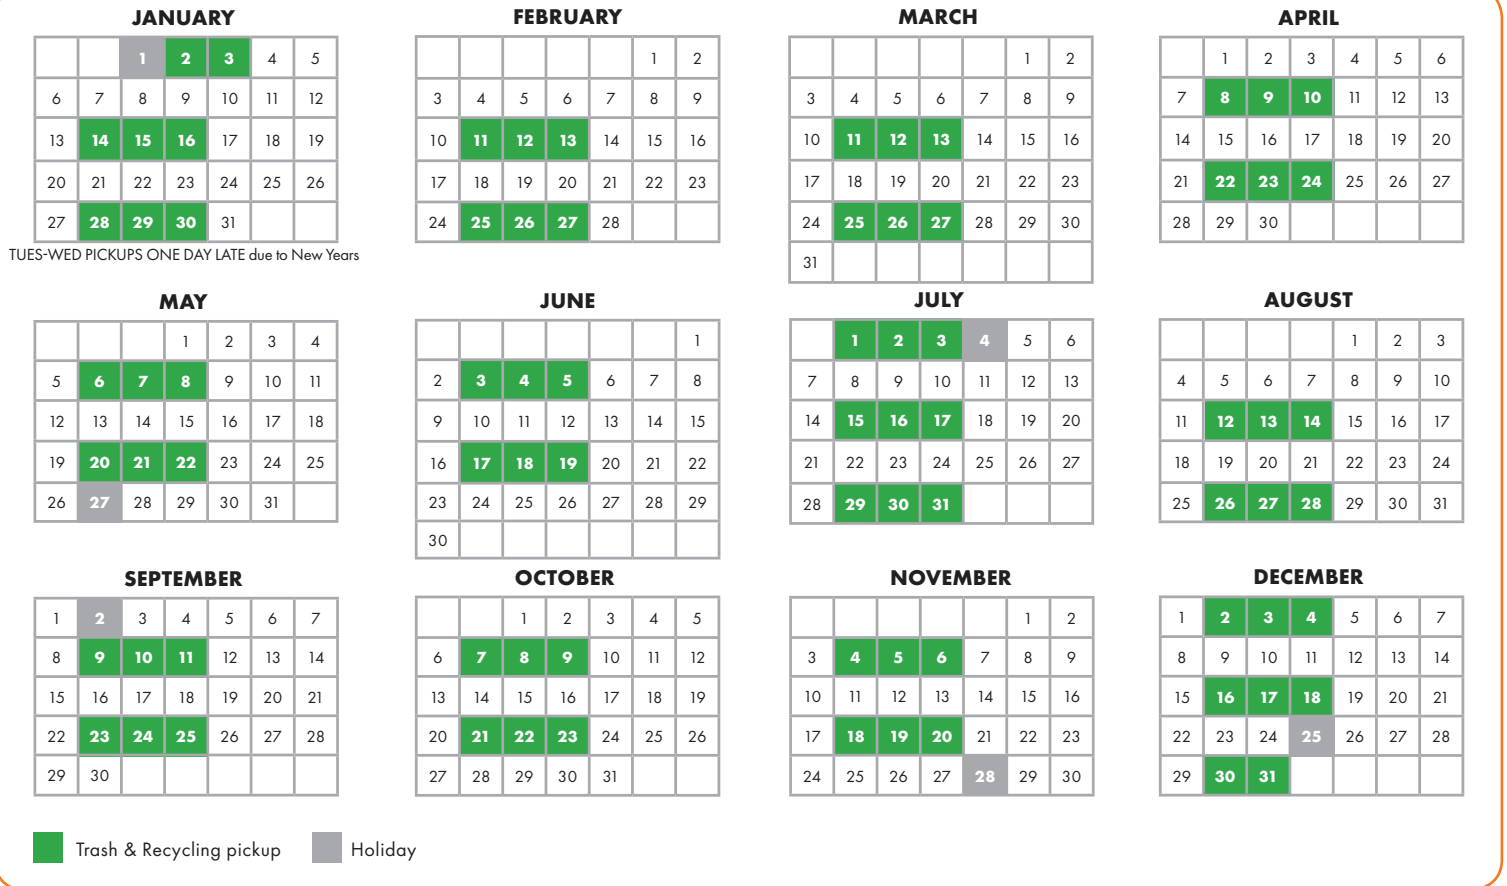 JANUARY
1 2 3 4 5
6 7 8 9 10 11 12
13 14 15 16 17 18 19
20 21 22 23 24 25 26
27 28 29 30 31
TUES-WED PICKUPS ONE DAY LATE due to New Years
FEBRUARY
1 2
3 4 5 6 7 8 9
10 11 12 13 14 15 16
17 18 19 20 21 22 23
24 25 26 27 28
MARCH
1 2
3 4 5 6 7 8 9
10 11 12 13 14 15 16
17 18 19 20 21 22 23
24 25 26 27 28 29 30
31
APRIL
1 2 3 4 5 6
7 8 9 10 11 12 13
14 15 16 17 18 19 20
21 22 23 24 25 26 27
28 29 30
MAY
1 2 3 4
5 6 7 8 9 10 11
12 13 14 15 16 17 18
19 20 21 22 23 24 25
26 27 28 29 30 31
JUNE
1
2 3 4 5 6 7 8
9 10 11 12 13 14 15
16 17 18 19 20 21 22
23 24 25 26 27 28 29
30
JULY
1 2 3 4 5 6
7 8 9 10 11 12 13
14 15 16 17 18 19 20
21 22 23 24 25 26 27
28 29 30 31
AUGUST
1 2 3
4 5 6 7 8 9 10
11 12 13 14 15 16 17
18 19 20 21 22 23 24
25 26 27 28 29 30 31
SEPTEMBER
1 2 3 4 5 6 7
8 9 10 11 12 13 14
15 16 17 18 19 20 21
22 23 24 25 26 27 28
29 30
OCTOBER
1 2 3 4 5
6 7 8 9 10 11 12
13 14 15 16 17 18 19
20 21 22 23 24 25 26
27 28 29 30 31
NOVEMBER
1 2
3 4 5 6 7 8 9
10 11 12 13 14 15 16
17 18 19 20 21 22 23
24 25 26 27 28 29 30
DECEMBER
1 2 3 4 5 6 7
8 9 10 11 12 13 14
15 16 17 18 19 20 21
22 23 24 25 26 27 28
29 30 31
Trash & Recycling pickup
Holiday